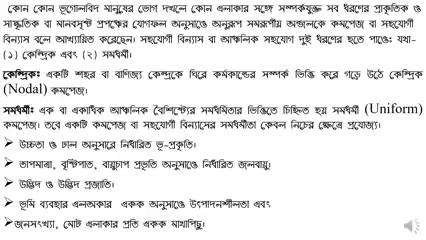 কোন কোন ভূগোলবিদ মানুষের ভোগ দখলে কোন এলাকার সঙ্গে সম্পর্কযুক্ত সব ধরণের প্রাকৃতিক ও
সাংস্কৃতিক বা মানবসৃষ্ট প্রপঞ্চের যোগফল অনুসারে অনুরূপ সমরূপীয় অঞ্চলকে কমপেজ বা সহযোগী
বিন্যাস বলে আখ্যায়িত করেছেন। সহযোগী বিন্যাস বা আঞ্চলিক সহযোগ দুই ধরণের হতে পারে: যথা-
(১) কেন্দ্রিক এবং (২) সমধর্মী।
কেন্দ্রিক: একটি শহর বা বাণিজ্য কেন্দ্রকে ঘিরে কর্মকান্ডের সম্পর্ক ভিত্তি করে গড়ে উঠে কেন্দ্রিক
(Nodal) কমপেজ।
সমধর্মী: এক বা একাধিক আঞ্চলিক বৈশিষ্ট্যের সমধর্মিতার ভিত্তিতে চিহ্নিত হয় সমধর্মী (Uniform)
কমপেজ। তবে একটি কমপেজ বা সহযোগী বিন্যাসের সমধর্মীতা কেবল নিচের ক্ষেত্রে প্রযোজ্য।
➢ উচ্চতা ও ঢাল অনুসারে নির্ধারিত ভূ-প্রকৃতি।
➢ তাপমাত্রা, বৃষ্টিপাত, বায়ুচাপ প্রভৃতি অনুসারে নির্ধারিত জলবায়ু।
➢ উদ্ভিদ ও উদ্ভিদ প্রজাতি।
➢ ভূমি ব্যবহার এলাকার একক অনুসারে উৎপাদনশীলতা এবং
➢ জনসংখ্যা, মোট এলাকার প্রতি একক মাথাপিছু।